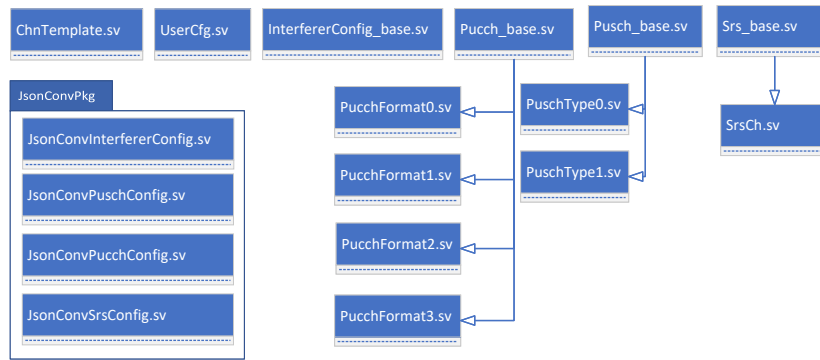 ChnTemplate.sv
UserCfg.sv
InterfererConfig_base.sv
Pucch_base.sv
Pusch_base.sv
Srs_base.sv
JsonConvPkg
JsonConvInterfererConfig.sv
JsonConvPuschConfig.sv
JsonConvPucchConfig.sv
JsonConvSrsConfig.sv
PucchFormat0.sv
PucchFormat1.sv
PucchFormat2.sv
PucchFormat3.sv
PuschType0.sv
PuschType1.sv
SrsCh.sv